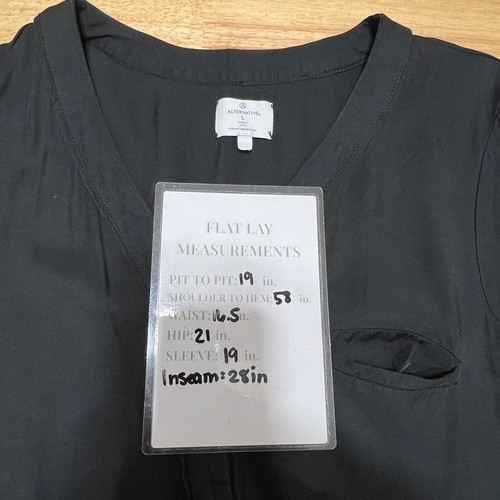 ALTERNATIVE
L
FLAT LAY
MEASUREMENTS
PIT TO PIT: 19 in.
SHOULDER TO HEM: 58 in.
WAIST: 16.5 in.
HIP: 21 in.
SLEEVE: 19 in.
Inseam: 28in